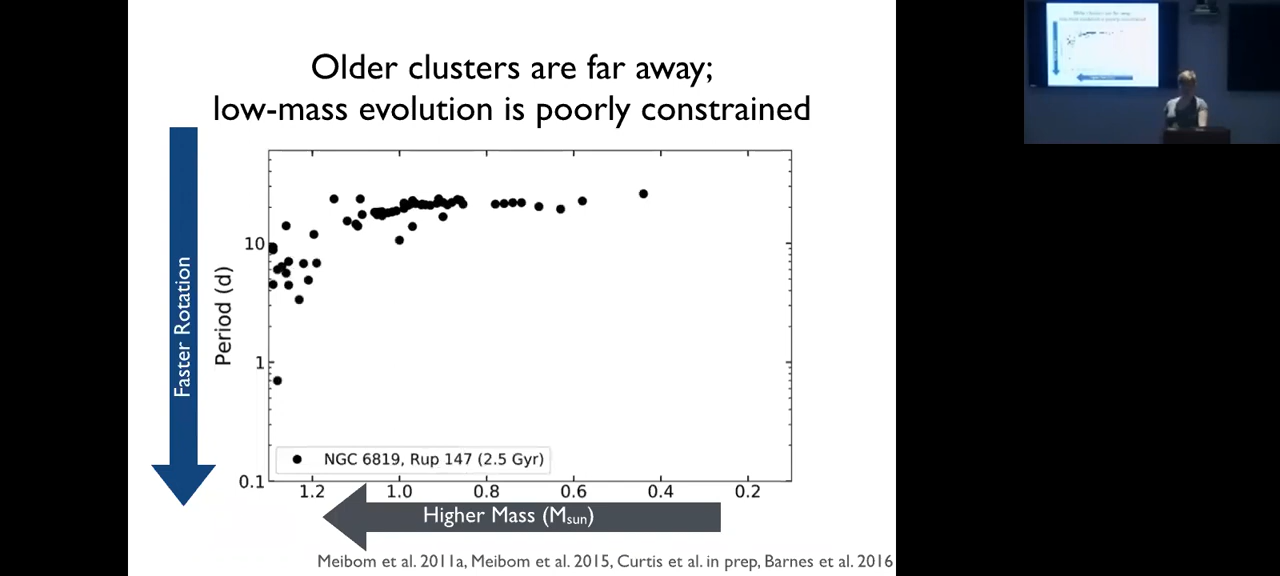 Older clusters are far away;
low-mass evolution is poorly constrained
Faster Rotation
Period (d)
10
1
0.1
NGC 6819, Rup 147 (2.5 Gyr)
1.2 1.0 0.8 0.6 0.4 0.2
Higher Mass (Msun)
Meibom et al. 2011a, Meibom et al. 2015, Curtis et al. in prep, Barnes et al. 2016